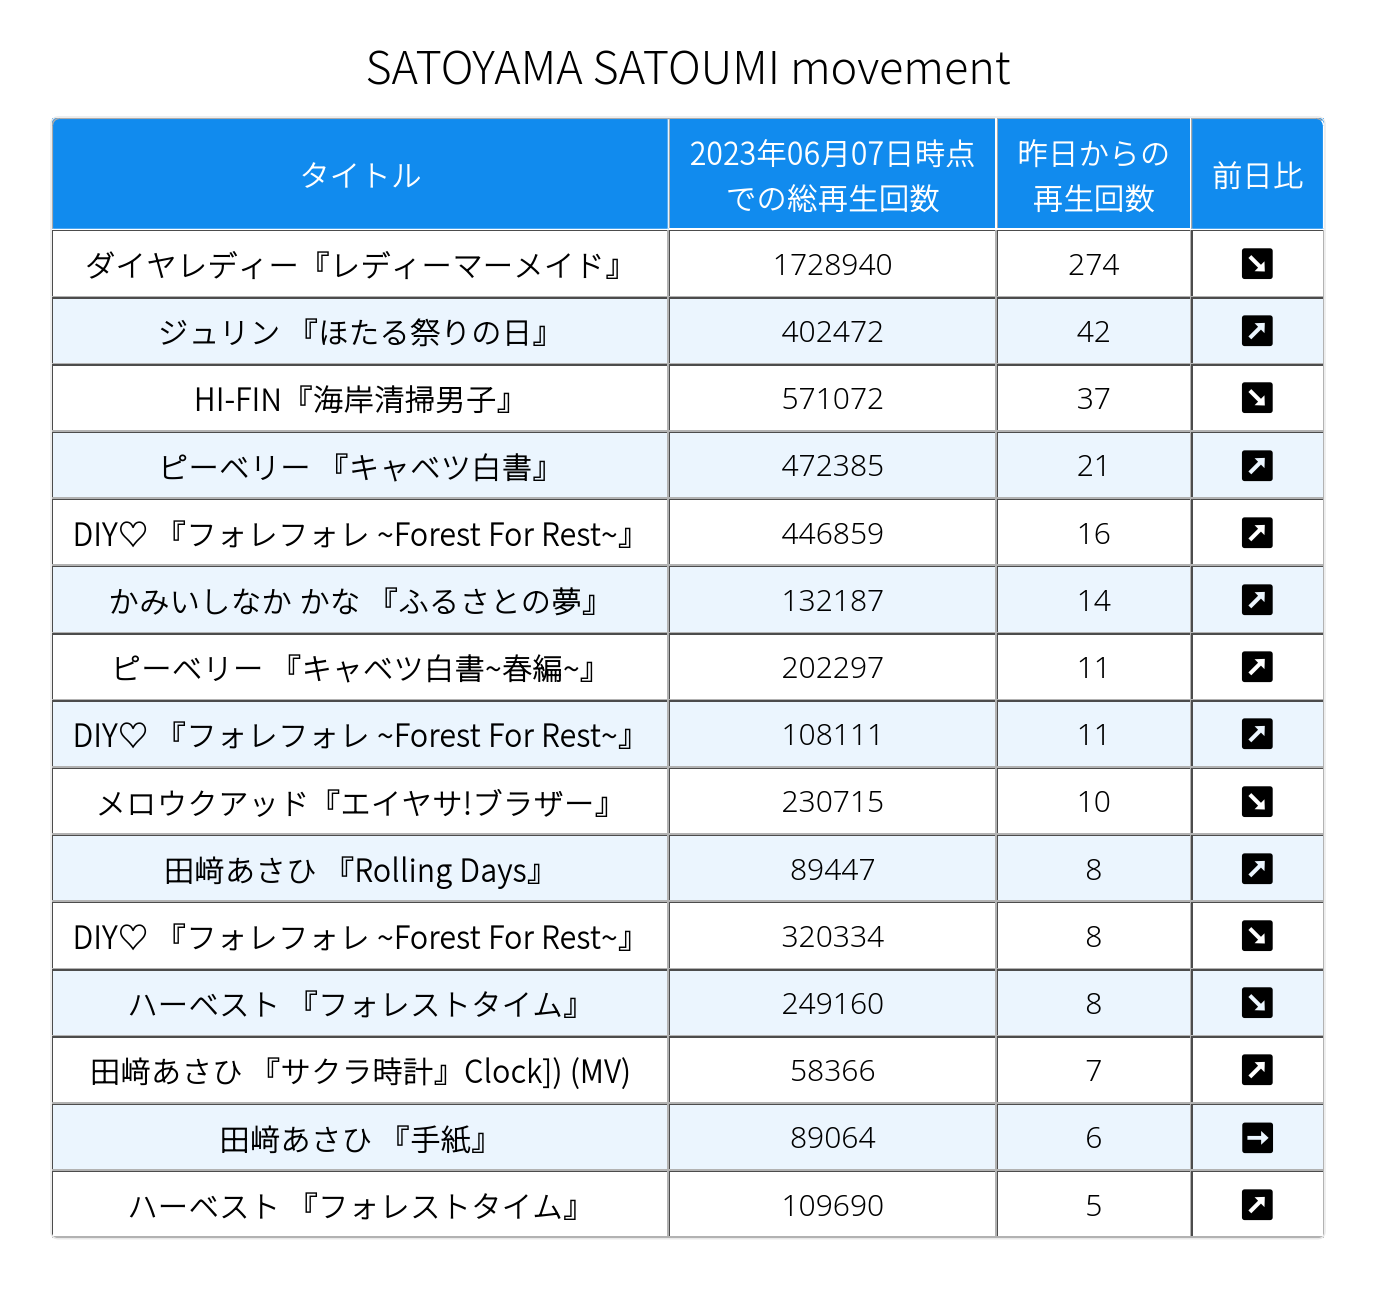 SATOYAMA SATOUMI movement
タイトル 2023年06月07日時点での総再生回数 昨日からの再生回数 前日比
ダイヤレディー『レディーマーメイド』 1728940 274 ↘
ジュリン 『ほたる祭りの日』 402472 42 ↗
HI-FIN『海岸清掃男子』 571072 37 ↘
ピーベリー 『キャベツ白書』 472385 21 ↗
DIY♡ 『フォレフォレ ~Forest For Rest~』 446859 16 ↗
かみいしなか かな 『ふるさとの夢』 132187 14 ↗
ピーベリー 『キャベツ白書~春編~』 202297 11 ↗
DIY♡ 『フォレフォレ ~Forest For Rest~』 108111 11 ↗
メロウクアッド『エイヤサ!ブラザー』 230715 10 ↘
田﨑あさひ 『Rolling Days』 89447 8 ↗
DIY♡ 『フォレフォレ ~Forest For Rest~』 320334 8 ↘
ハーベスト 『フォレストタイム』 249160 8 ↘
田﨑あさひ 『サクラ時計』Clock]) (MV) 58366 7 ↗
田﨑あさひ 『手紙』 89064 6 →
ハーベスト 『フォレストタイム』 109690 5 ↗